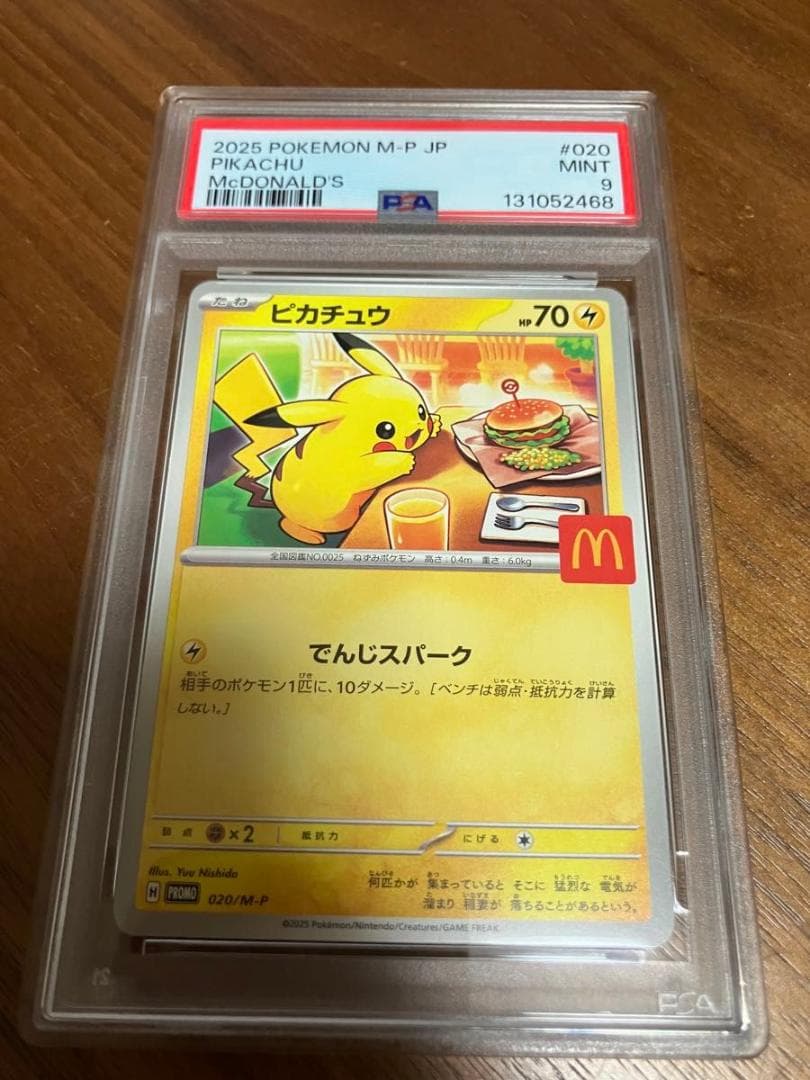 2025 POKEMON M-P JP #020
PIKACHU MINT
McDONALD'S 9
PSA 131052468
たね ピカチュウ HP70
全国図鑑NO.0025 ねずみポケモン 高さ:0.4m 重さ:6.0kg
でんじスパーク
相手のポケモン1匹に、10ダメージ。[ベンチは弱点・抵抗力を計算
しない。]
弱点 ×2 抵抗力 にげる
Illus. Yuu Nishida
何匹かが 集まっていると そこに 猛烈な 電気が
H PROMO 020/M-P
溜まり 稲妻が 落ちることがあるという。
©2025 Pokémon/Nintendo/Creatures/GAME FREAK
PSA